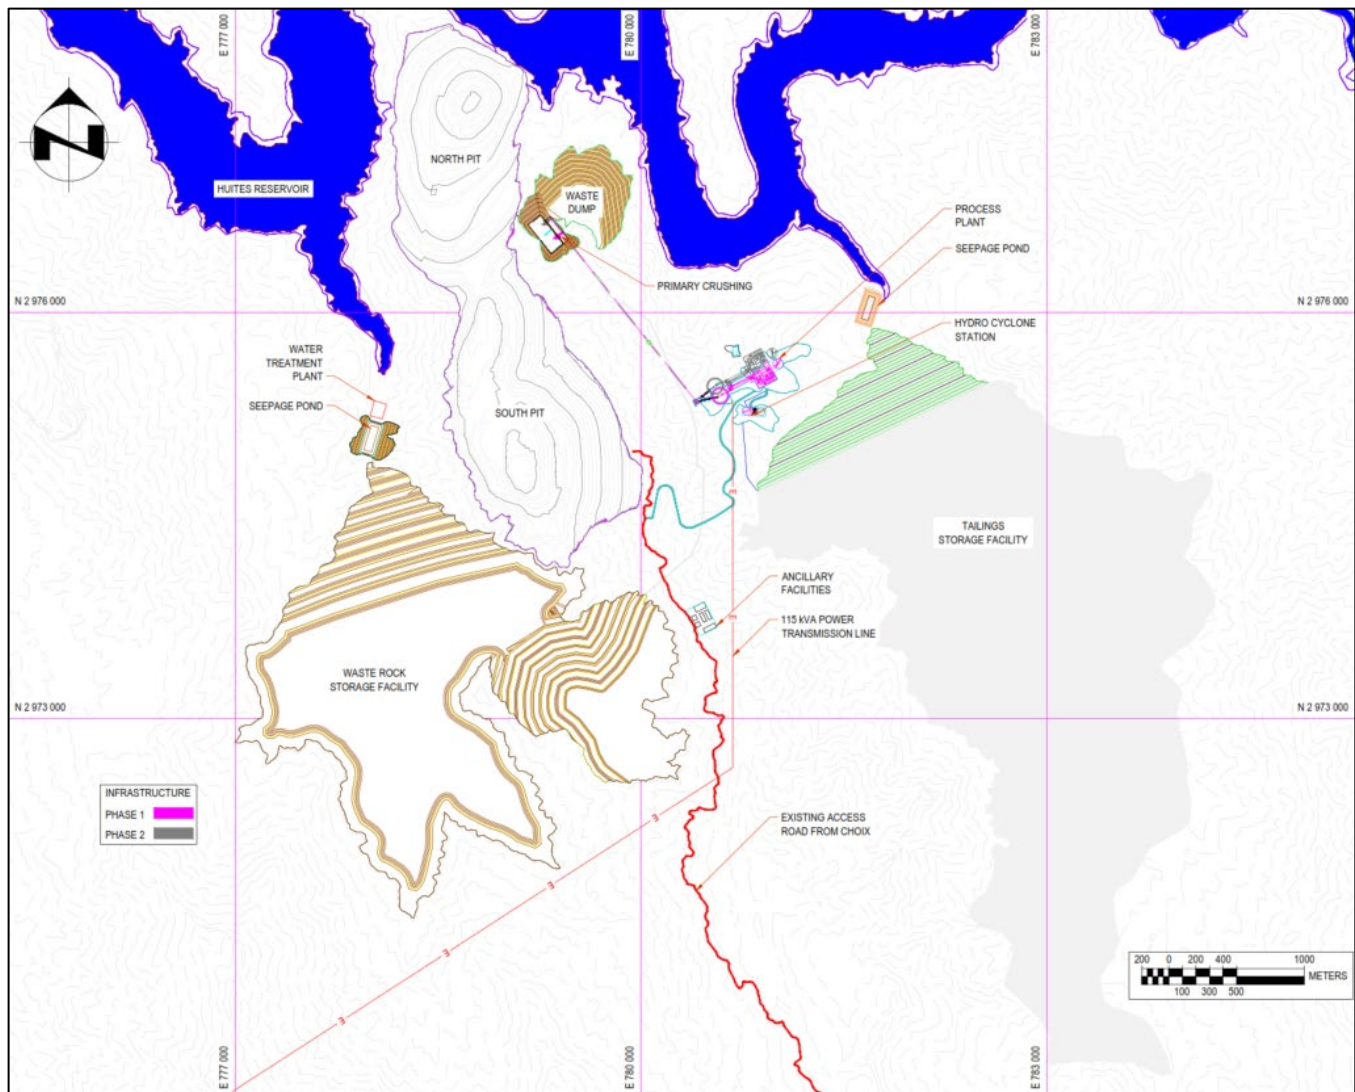 E 777 000
E 780 000
E 783 000
N
NORTH PIT
HUITES RESERVOIR
WASTE
DUMP
PROCESS
PLANT
SEEPAGE POND
PRIMARY CRUSHING
N 2 976 000
N 2 976 000
HYDRO CYCLONE
STATION
WATER
TREATMENT
PLANT
SEEPAGE POND
SOUTH PIT
E
TAILINGS
STORAGE FACILITY
ANCILLARY
FACILITIES
E
115 kVA POWER
TRANSMISSION LINE
WASTE ROCK
STORAGE FACILITY
N 2 973 000
N 2 973 000
INFRASTRUCTURE
PHASE 1
PHASE 2
EXISTING ACCESS
ROAD FROM CHOIX
E
E
E
E
200 0 200 400 1000
METERS
100 300 500
E 777 000
E 780 000
E 783 000